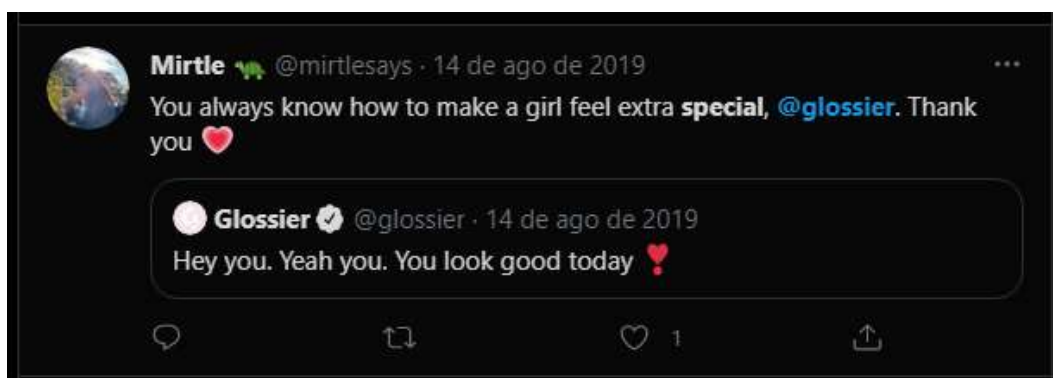 Mirtle 🐢 @mirtlesays · 14 de ago de 2019
You always know how to make a girl feel extra special, @glossier. Thank
you 💗
Glossier @glossier · 14 de ago de 2019
Hey you. Yeah you. You look good today ❣️
1